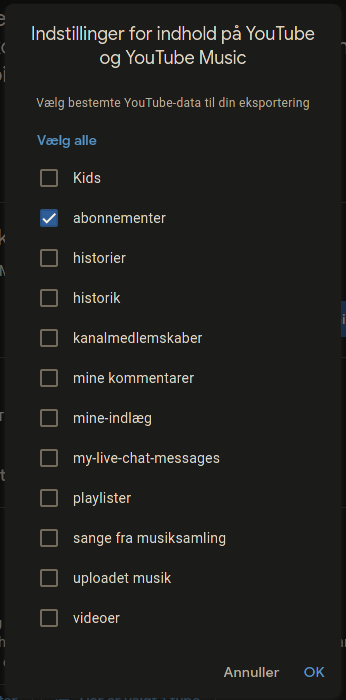 Indstillinger for indhold på YouTube
og YouTube Music
Vælg bestemte YouTube-data til din eksportering
Vælg alle
Kids
abonnementer
historier
historik
kanalmedlemskaber
mine kommentarer
mine-indlæg
my-live-chat-messages
playlister
sange fra musiksamling
uploadet musik
videoer
Annuller OK